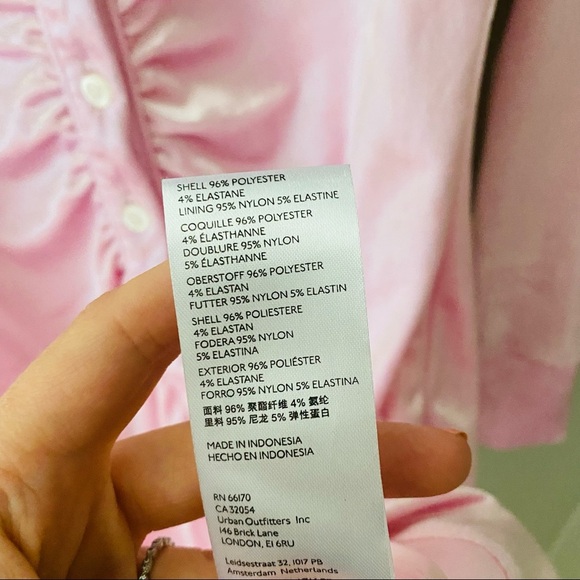 SHELL 96% POLYESTER
4% ELASTANE
LINING 95% NYLON 5% ELASTINE
COQUILLE 96% POLYESTER
4% ÉLASTHANNE
DOUBLURE 95% NYLON
5% ÉLASTHANNE
OBERSTOFF 96% POLYESTER
4% ELASTAN
FUTTER 95% NYLON 5% ELASTIN
SHELL 96% POLIESTERE
4% ELASTAN
FODERA 95% NYLON
5% ELASTINA
EXTERIOR 96% POLIÉSTER
4% ELASTANE
FORRO 95% NYLON 5% ELASTINA
面料 96% 聚酯纤维 4% 氨纶
里料 95% 尼龙 5% 弹性蛋白
MADE IN INDONESIA
HECHO EN INDONESIA
RN 66170
CA 32054
Urban Outfitters Inc
146 Brick Lane
LONDON, E1 6RU
Leidsestraat 32, 1017 PB
Amsterdam Netherlands